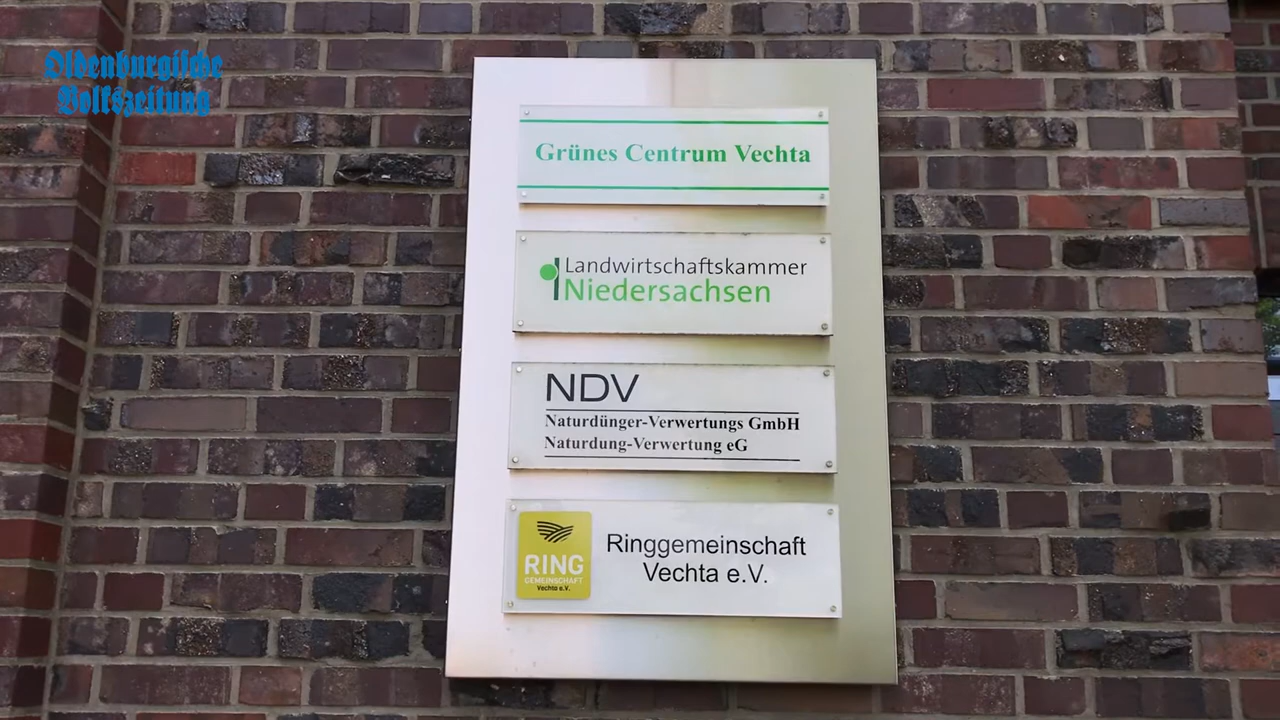 Oldenburgische
Volkszeitung
Grünes Centrum Vechta
Landwirtschaftskammer
Niedersachsen
NDV
Naturdünger-Verwertungs GmbH
Naturdung-Verwertung eG
RING
GEMEINSCHAFT
Vechta e.V.
Ringgemeinschaft
Vechta e.V.